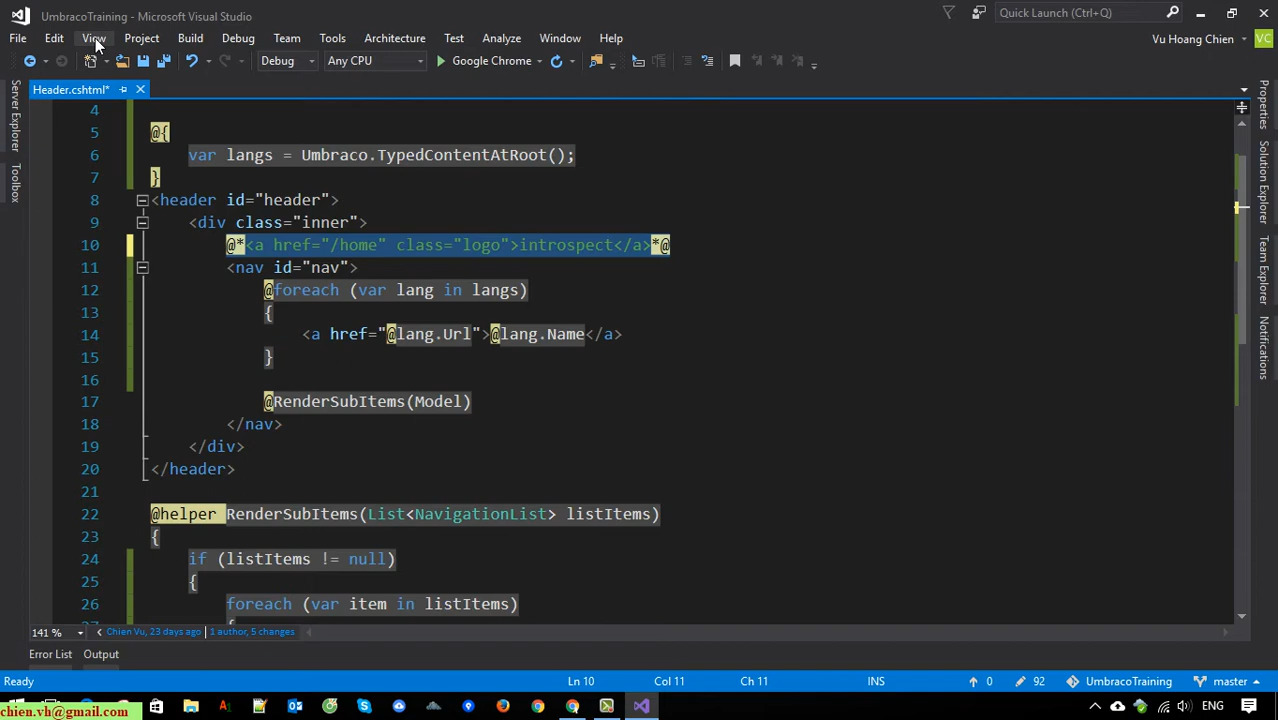 UmbracoTraining - Microsoft Visual Studio
Quick Launch (Ctrl+Q)
File Edit View Project Build Debug Team Tools Architecture Test Analyze Window Help
Vu Hoang Chien VC
Debug Any CPU Google Chrome
Header.cshtml*
Server Explorer
Toolbox
Properties
Solution Explorer
Team Explorer
Notifications
4
5 @{
6 var langs = Umbraco.TypedContentAtRoot();
7 }
8 <header id="header">
9 <div class="inner">
10 @*<a href="/home" class="logo">introspect</a>*@
11 <nav id="nav">
12 @foreach (var lang in langs)
13 {
14 <a href="@lang.Url">@lang.Name</a>
15 }
16
17 @RenderSubItems(Model)
18 </nav>
19 </div>
20 </header>
21
22 @helper RenderSubItems(List<NavigationList> listItems)
23 {
24 if (listItems != null)
25 {
26 foreach (var item in listItems)
27 {
141 % Chien Vu, 23 days ago | 1 author, 5 changes
Error List Output
Ready Ln 10 Col 11 Ch 11 INS 0 92 UmbracoTraining master
chien.vh@gmail.com ENG